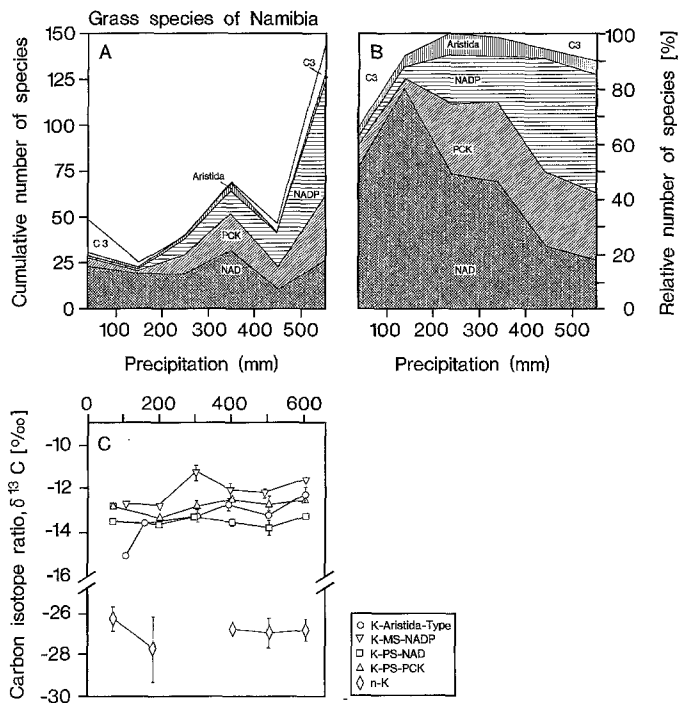 Grass species of Namibia
A
B
Cumulative number of species
150
125
100
75
50
25
0
C3
Aristida
NADP
PCK
NAD
C3
100 200 300 400 500
Precipitation (mm)
Relative number of species [%]
100
80
60
40
20
0
C3
Aristida
C3
NADP
PCK
NAD
100 200 300 400 500
Precipitation (mm)
0 200 400 600
C
Carbon isotope ratio, δ13 C [‰]
-10
-12
-14
-16
-26
-28
-30
K-Aristida-Type
K-MS-NADP
K-PS-NAD
K-PS-PCK
n-K